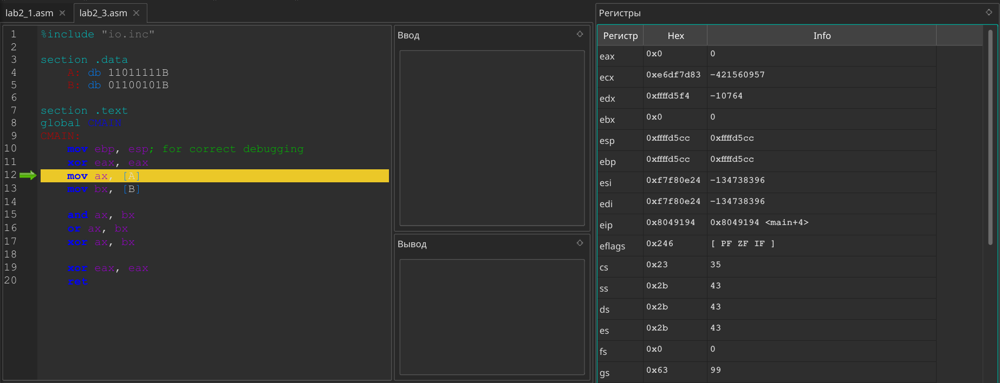 lab2_1.asm
lab2_3.asm
1 %include "io.inc"
2
3 section .data
4 A: db 11011111B
5 B: db 01100101B
6
7 section .text
8 global CMAIN
9 CMAIN:
10 mov ebp, esp; for correct debugging
11 xor eax, eax
12 mov ax, [A]
13 mov bx, [B]
14
15 and ax, bx
16 or ax, bx
17 xor ax, bx
18
19 xor eax, eax
20 ret
Ввод
Вывод
Регистры
Регистр Hex Info
eax 0x0 0
ecx 0xe6df7d83 -421560957
edx 0xffffd5f4 -10764
ebx 0x0 0
esp 0xffffd5cc 0xffffd5cc
ebp 0xffffd5cc 0xffffd5cc
esi 0xf7f80e24 -134738396
edi 0xf7f80e24 -134738396
eip 0x8049194 0x8049194 <main+4>
eflags 0x246 [ PF ZF IF ]
cs 0x23 35
ss 0x2b 43
ds 0x2b 43
es 0x2b 43
fs 0x0 0
gs 0x63 99